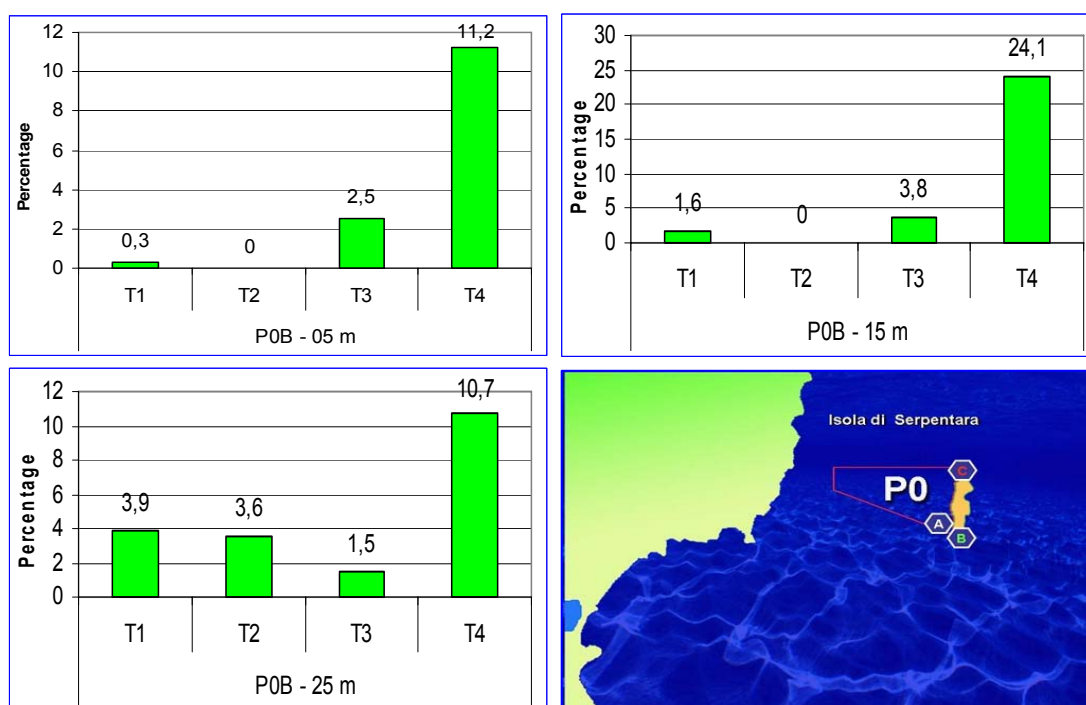 12
10
8
6
4
2
0
Percentage
0,3
0
2,5
11,2
T1 T2 T3 T4
P0B - 05 m
30
25
20
15
10
5
0
Percentage
1,6
0
3,8
24,1
T1 T2 T3 T4
P0B - 15 m
12
10
8
6
4
2
0
Percentage
3,9
3,6
1,5
10,7
T1 T2 T3 T4
P0B - 25 m
Isola di Serpentara
C
P0
A
B